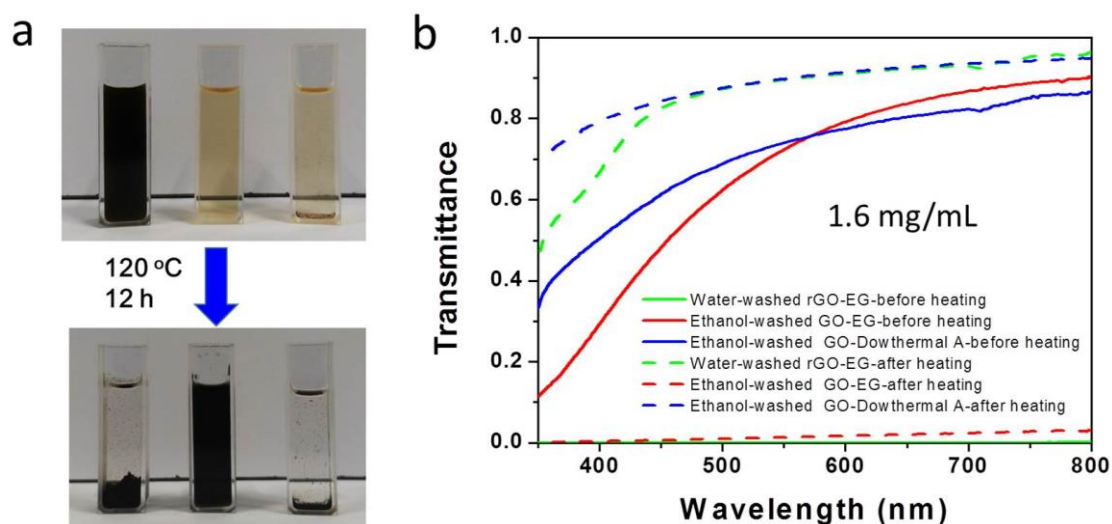 a
120 °C
12 h
b
Transmittance
1.0
0.8
0.6
0.4
0.2
0.0
1.6 mg/mL
Water-washed rGO-EG-before heating
Ethanol-washed GO-EG-before heating
Ethanol-washed GO-Dowthermal A-before heating
Water-washed rGO-EG-after heating
Ethanol-washed GO-EG-after heating
Ethanol-washed GO-Dowthermal A-after heating
400 500 600 700 800
Wavelength (nm)